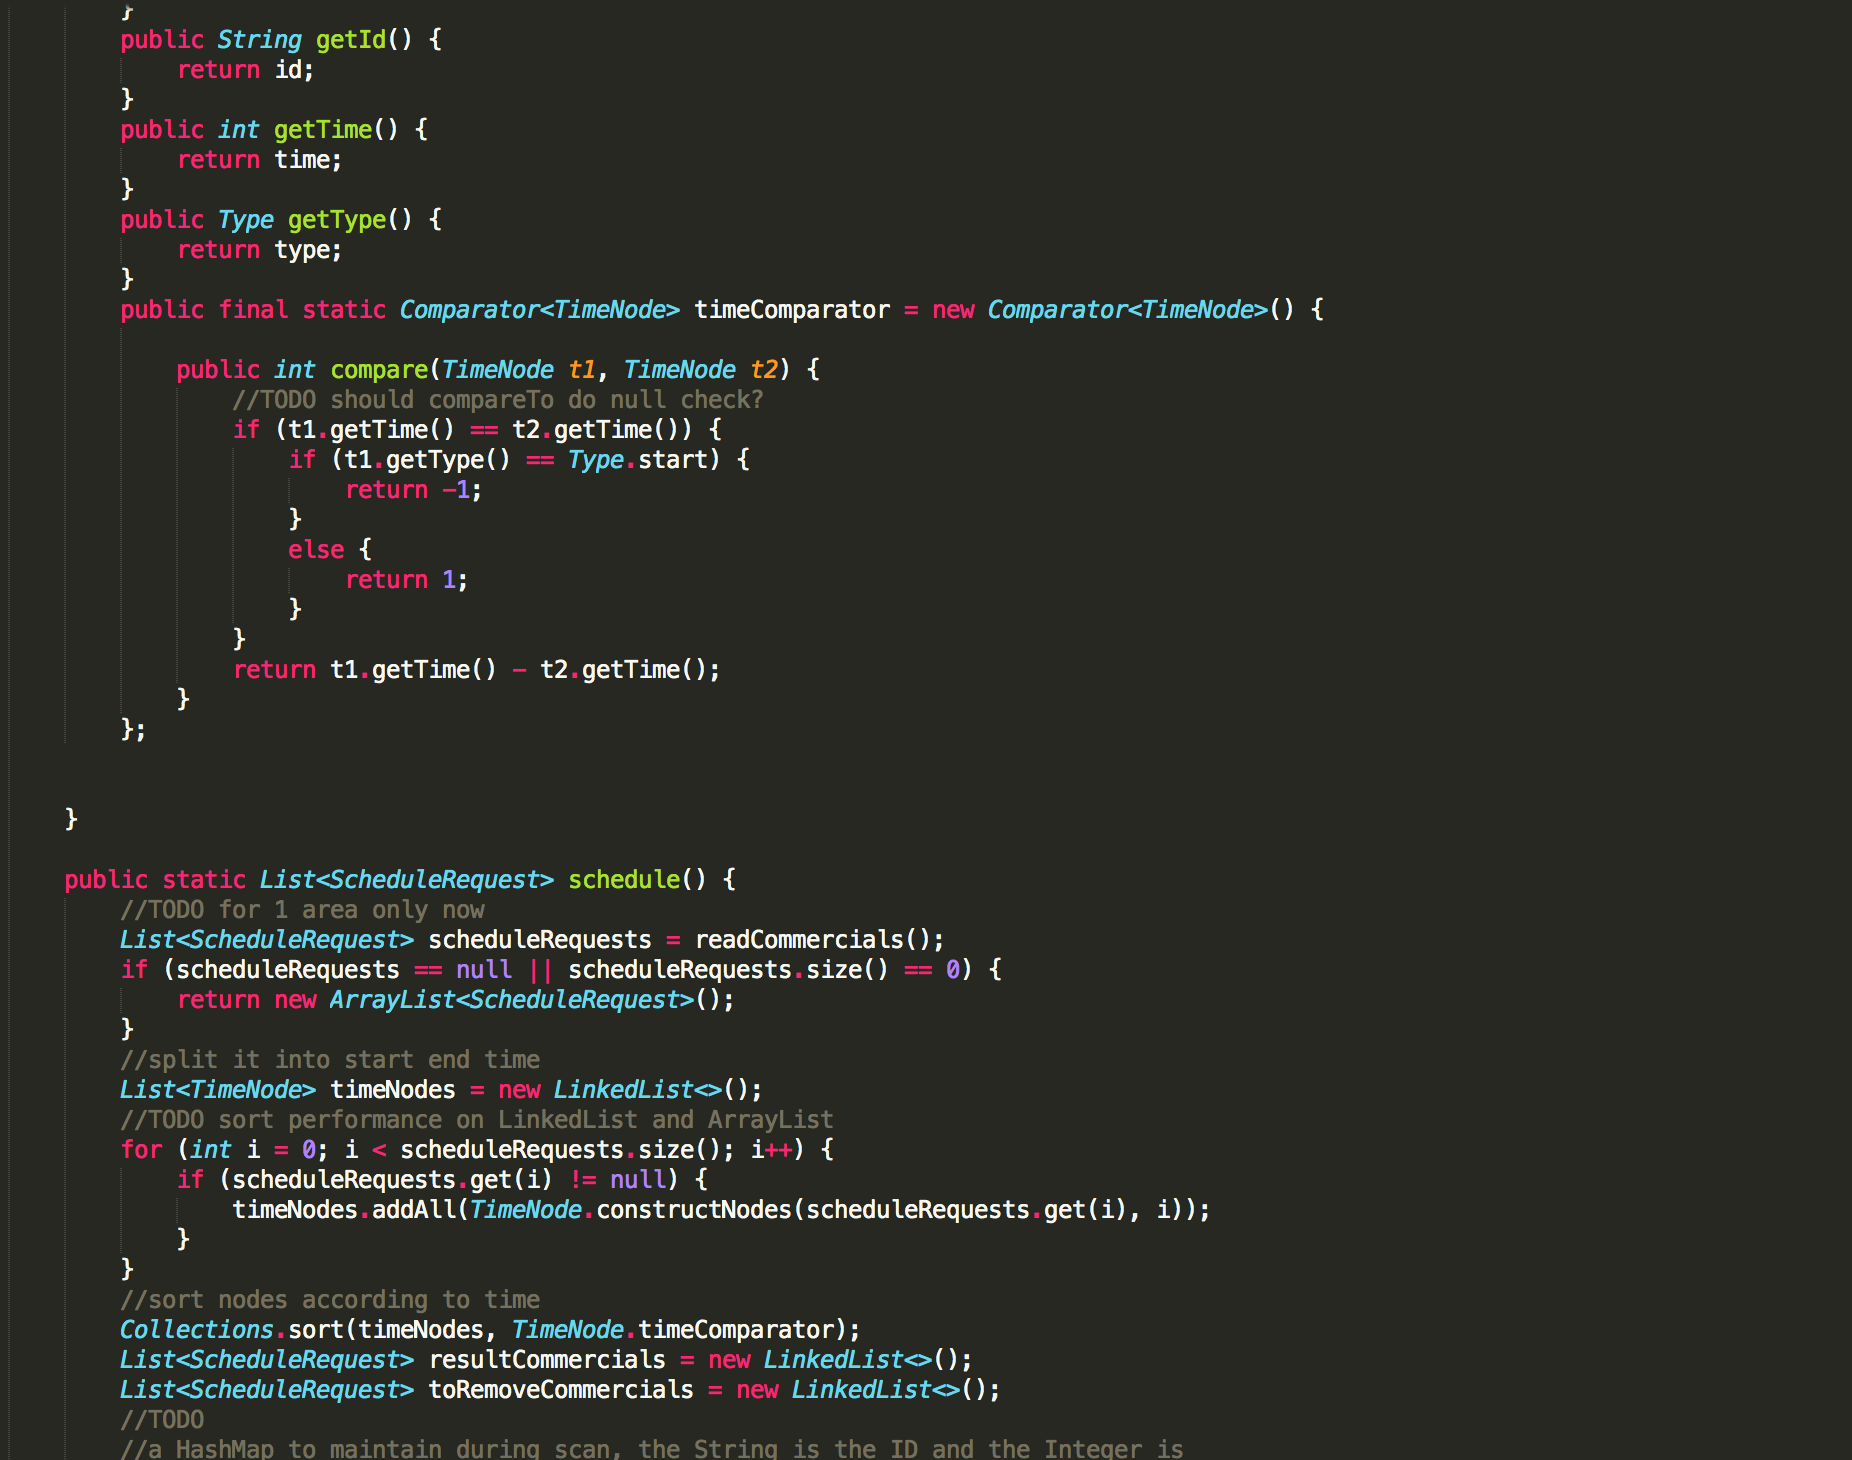 }
public String getId() {
return id;
}
public int getTime() {
return time;
}
public Type getType() {
return type;
}
public final static Comparator<TimeNode> timeComparator = new Comparator<TimeNode>() {
public int compare(TimeNode t1, TimeNode t2) {
//TODO should compareTo do null check?
if (t1.getTime() == t2.getTime()) {
if (t1.getType() == Type.start) {
return -1;
}
else {
return 1;
}
}
return t1.getTime() - t2.getTime();
}
};
}
public static List<ScheduleRequest> schedule() {
//TODO for 1 area only now
List<ScheduleRequest> scheduleRequests = readCommercials();
if (scheduleRequests == null || scheduleRequests.size() == 0) {
return new ArrayList<ScheduleRequest>();
}
//split it into start end time
List<TimeNode> timeNodes = new LinkedList<>();
//TODO sort performance on LinkedList and ArrayList
for (int i = 0; i < scheduleRequests.size(); i++) {
if (scheduleRequests.get(i) != null) {
timeNodes.addAll(TimeNode.constructNodes(scheduleRequests.get(i), i));
}
}
//sort nodes according to time
Collections.sort(timeNodes, TimeNode.timeComparator);
List<ScheduleRequest> resultCommercials = new LinkedList<>();
List<ScheduleRequest> toRemoveCommercials = new LinkedList<>();
//TODO
//a HashMap to maintain during scan, the String is the ID and the Integer is